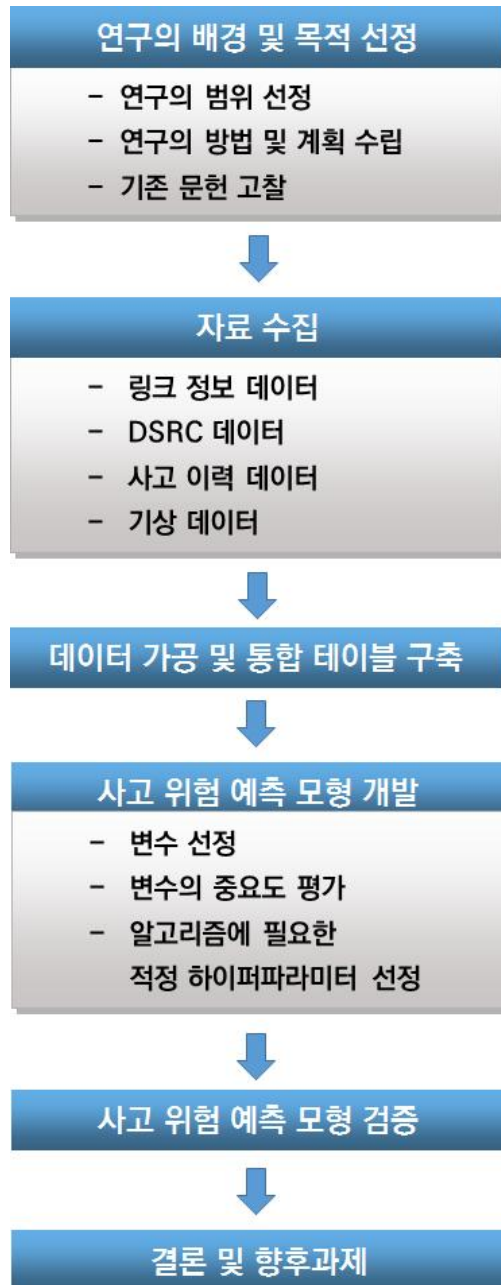 연구의 배경 및 목적 선정
- 연구의 범위 선정
- 연구의 방법 및 계획 수립
- 기존 문헌 고찰
자료 수집
- 링크 정보 데이터
- DSRC 데이터
- 사고 이력 데이터
- 기상 데이터
데이터 가공 및 통합 테이블 구축
사고 위험 예측 모형 개발
- 변수 선정
- 변수의 중요도 평가
- 알고리즘에 필요한
적정 하이퍼파라미터 선정
사고 위험 예측 모형 검증
결론 및 향후과제